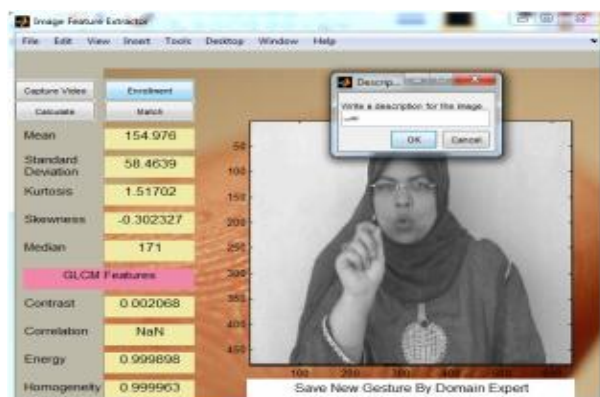 Image Feature Extractor
File Edit View Insert Tools Desktop Window Help
Capture Video Enrollment
Calculate Match
Descrip...
Write a description for the image.
OK Cancel
Mean 154.976
Standard Deviation 58.4639
Kurtosis 1.51702
Skewness -0.302327
Median 171
GLCM Features
Contrast 0.002068
Correlation NaN
Energy 0.999898
Homogeneity 0.999963
50
100
150
200
250
300
350
400
450
100 200 300 400 500 600
Save New Gesture By Domain Expert